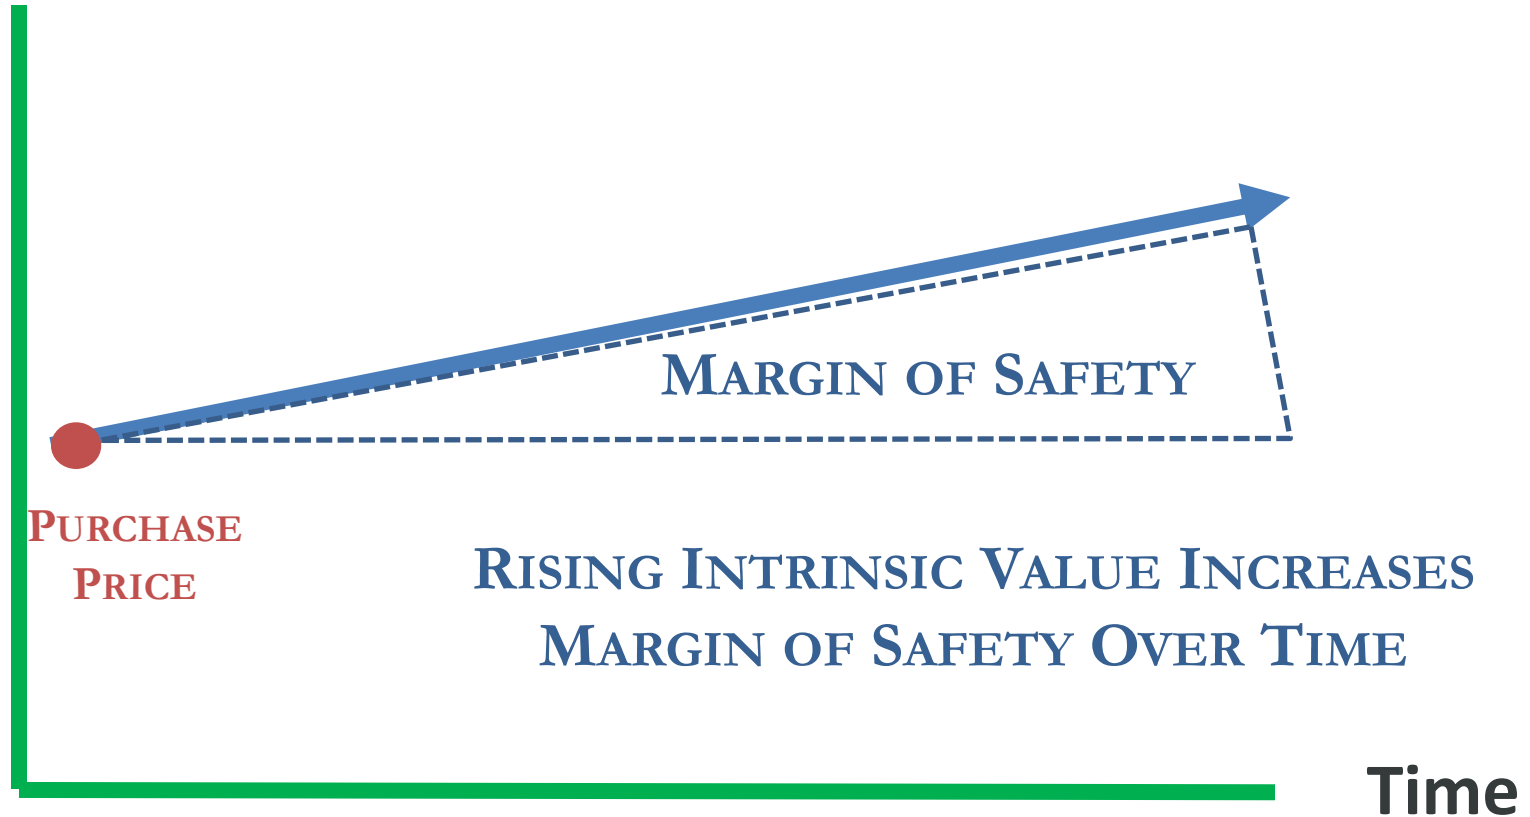 Margin of Safety
Purchase
Price
Rising Intrinsic Value Increases
Margin of Safety Over Time
Time